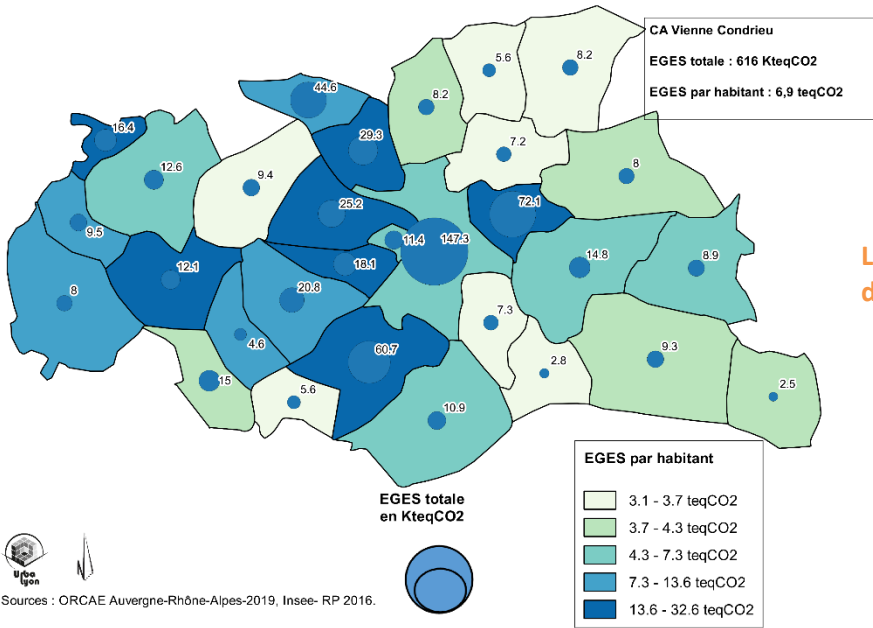 CA Vienne Condrieu
EGES totale : 616 KteqCO2
EGES par habitant : 6,9 teqCO2
5.6
8.2
44.6
8.2
16.4
29.3
7.2
12.6
9.4
8
25.2
72.1
9.5
11.4
147.3
14.8
8.9
12.1
18.1
8
20.8
7.3
4.6
60.7
2.8
9.3
15
5.6
2.5
10.9
L
d
EGES par habitant
3.1 - 3.7 teqCO2
3.7 - 4.3 teqCO2
4.3 - 7.3 teqCO2
7.3 - 13.6 teqCO2
13.6 - 32.6 teqCO2
EGES totale
en KteqCO2
Urba
Lyon
Sources : ORCAE Auvergne-Rhône-Alpes-2019, Insee- RP 2016.